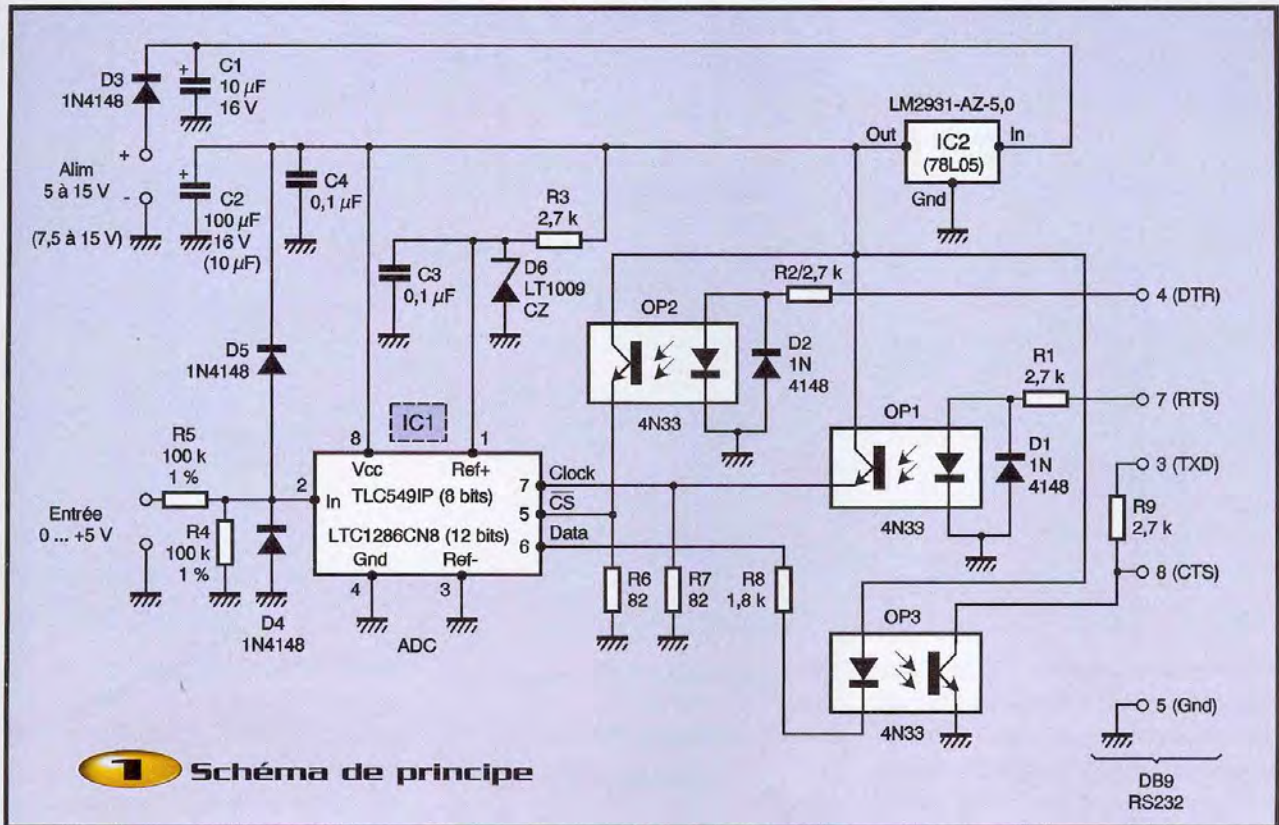 D3
1N4148
C1
10 µF
16 V
+
+
Alim
5 à 15 V
-
(7,5 à 15 V)
+
C2
100 µF
16 V
(10 µF)
C4
0,1 µF
LM2931-AZ-5,0
Out
In
IC2
(78L05)
Gnd
R3
2,7 k
C3
0,1 µF
D6
LT1009
CZ
R2/2,7 k
4 (DTR)
OP2
D2
1N
4148
4N33
D5
1N4148
R1
2,7 k
7 (RTS)
OP1
D1
1N
4148
4N33
3 (TXD)
R9
2,7 k
8 (CTS)
IC1
8
1
Vcc
Ref+
R5
100 k
1 %
2
In
TLC549IP (8 bits)
7
Clock
5
CS
LTC1286CN8 (12 bits)
6
Data
Gnd
Ref-
4
3
ADC
Entrée
0 ... +5 V
R4
100 k
1 %
D4
1N4148
R6
82
R7
82
R8
1,8 k
OP3
4N33
5 (Gnd)
DB9
RS232
1 Schéma de principe